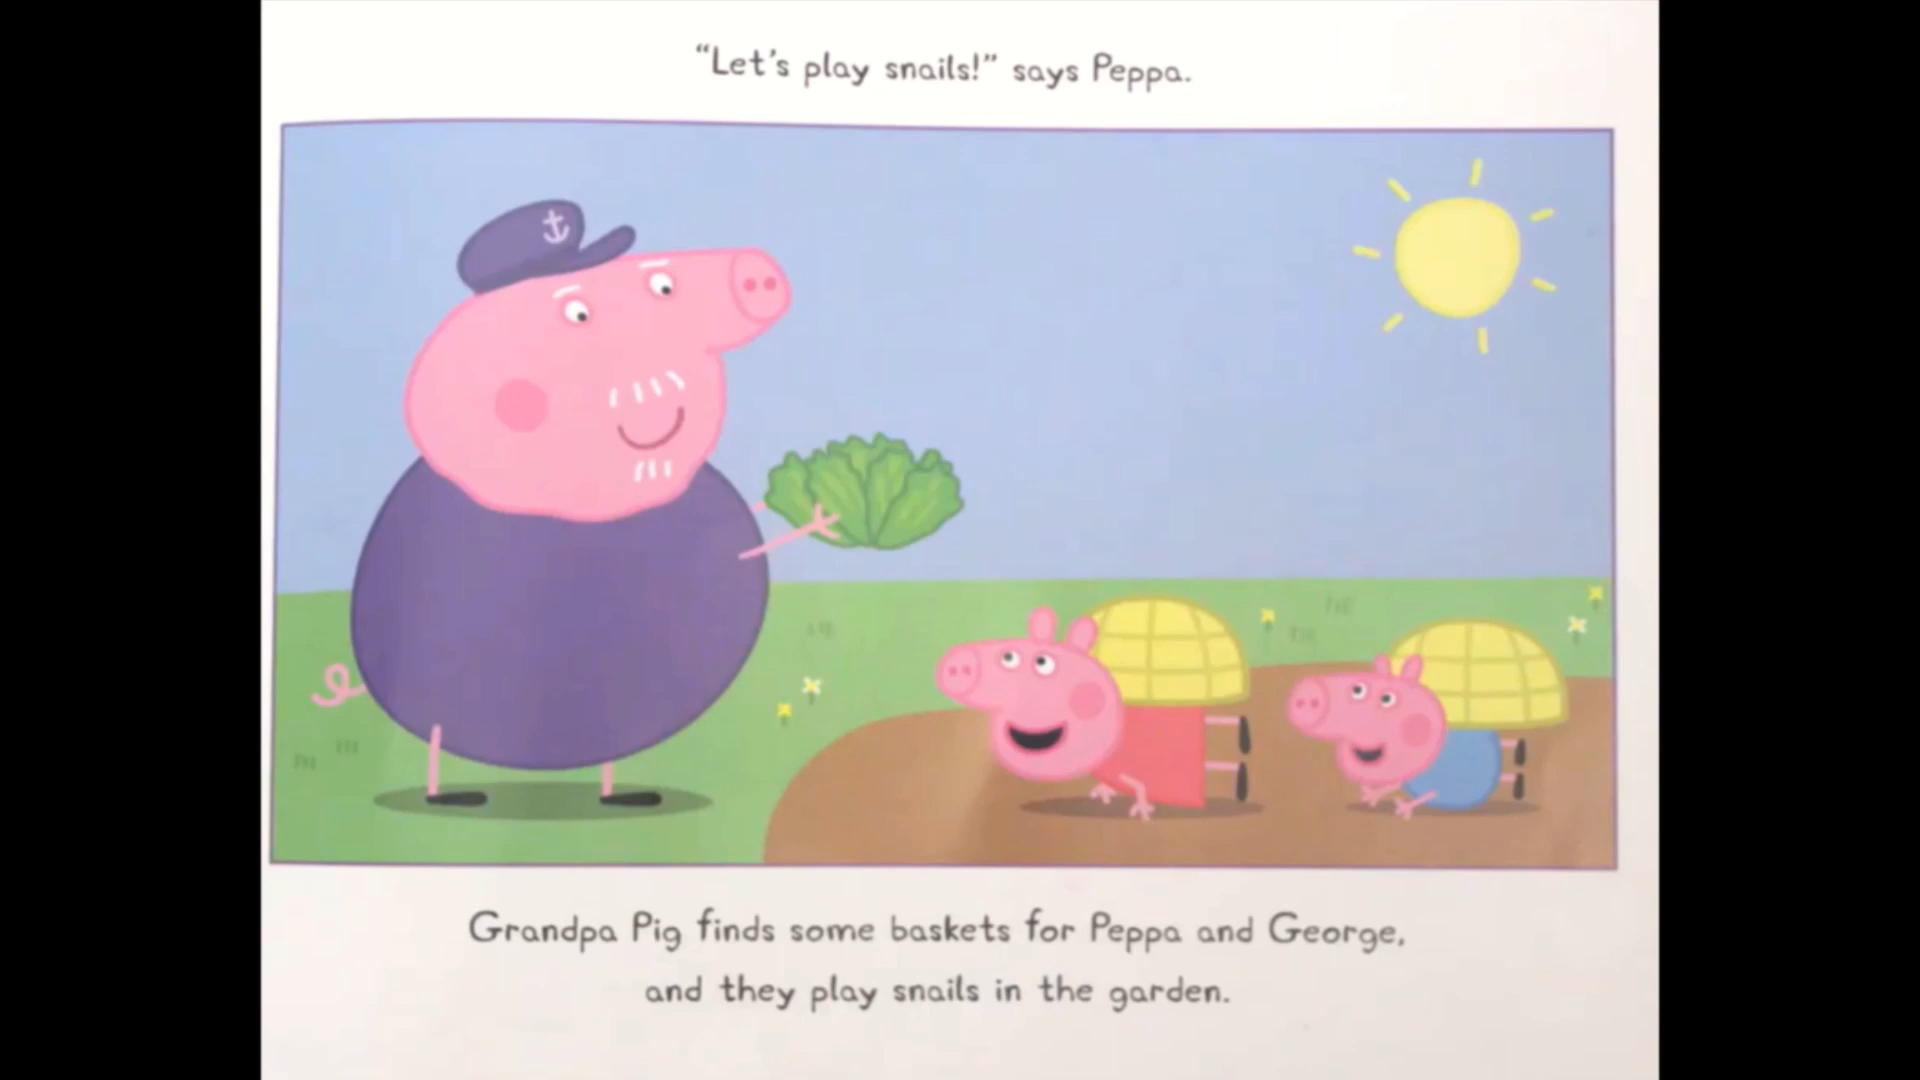 “Let’s play snails!” says Peppa.
Grandpa Pig finds some baskets for Peppa and George,
and they play snails in the garden.